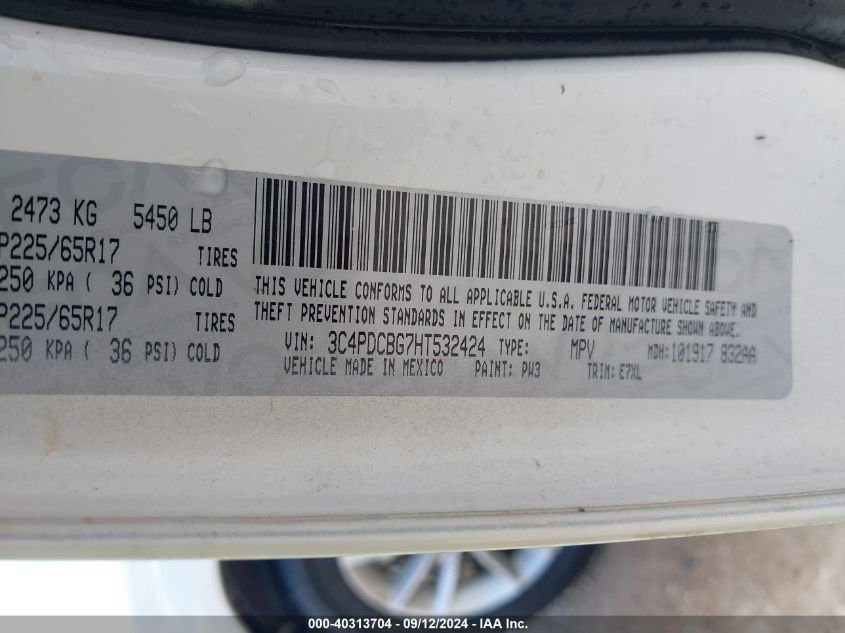 2473 KG 5450 LB
P225/65R17 TIRES
250 KPA ( 36 PSI) COLD
P225/65R17 TIRES
250 KPA ( 36 PSI) COLD
THIS VEHICLE CONFORMS TO ALL APPLICABLE U.S.A. FEDERAL MOTOR VEHICLE SAFETY AND
THEFT PREVENTION STANDARDS IN EFFECT ON THE DATE OF MANUFACTURE SHOWN ABOVE.
VIN: 3C4PDCBG7HT532424 TYPE: MPV MDH:101917 832AA
VEHICLE MADE IN MEXICO PAINT: PW3 TRIM: E7XL
000-40313704 - 09/12/2024 - IAA Inc.